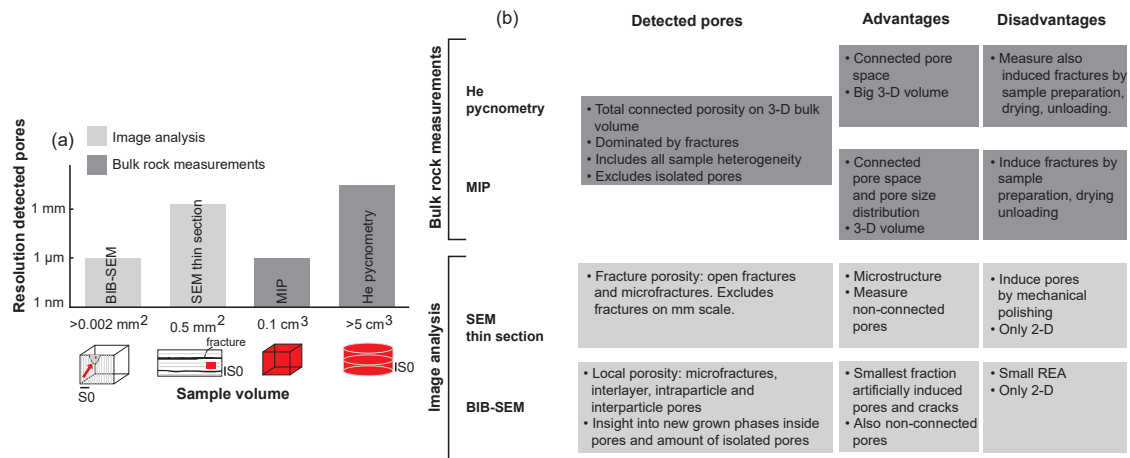 (a)
Image analysis
Bulk rock measurements
Resolution detected pores
1 mm
1 µm
1 nm
BIB-SEM
SEM thin section
MIP
He pycnometry
>0.002 mm2
0.5 mm2
0.1 cm3
>5 cm3
fracture
S0
IS0
IS0
Sample volume
(b)
Detected pores
Advantages
Disadvantages
Bulk rock measurements
He
pycnometry
MIP
• Total connected porosity on 3-D bulk
volume
• Dominated by fractures
• Includes all sample heterogeneity
• Excludes isolated pores
• Connected pore
space
• Big 3-D volume
• Measure also
induced fractures by
sample preparation,
drying, unloading.
• Connected
pore space
and pore size
distribution
• 3-D volume
• Induce fractures by
sample
preparation, drying
unloading
Image analysis
SEM
thin section
• Fracture porosity: open fractures
and microfractures. Excludes
fractures on mm scale.
• Microstructure
• Measure
non-connected
pores
• Induce pores
by mechanical
polishing
• Only 2-D
BIB-SEM
• Local porosity: microfractures,
interlayer, intraparticle and
interparticle pores
• Insight into new grown phases inside
pores and amount of isolated pores
• Smallest fraction
artificially induced
pores and cracks
• Also non-connected
pores
• Small REA
• Only 2-D